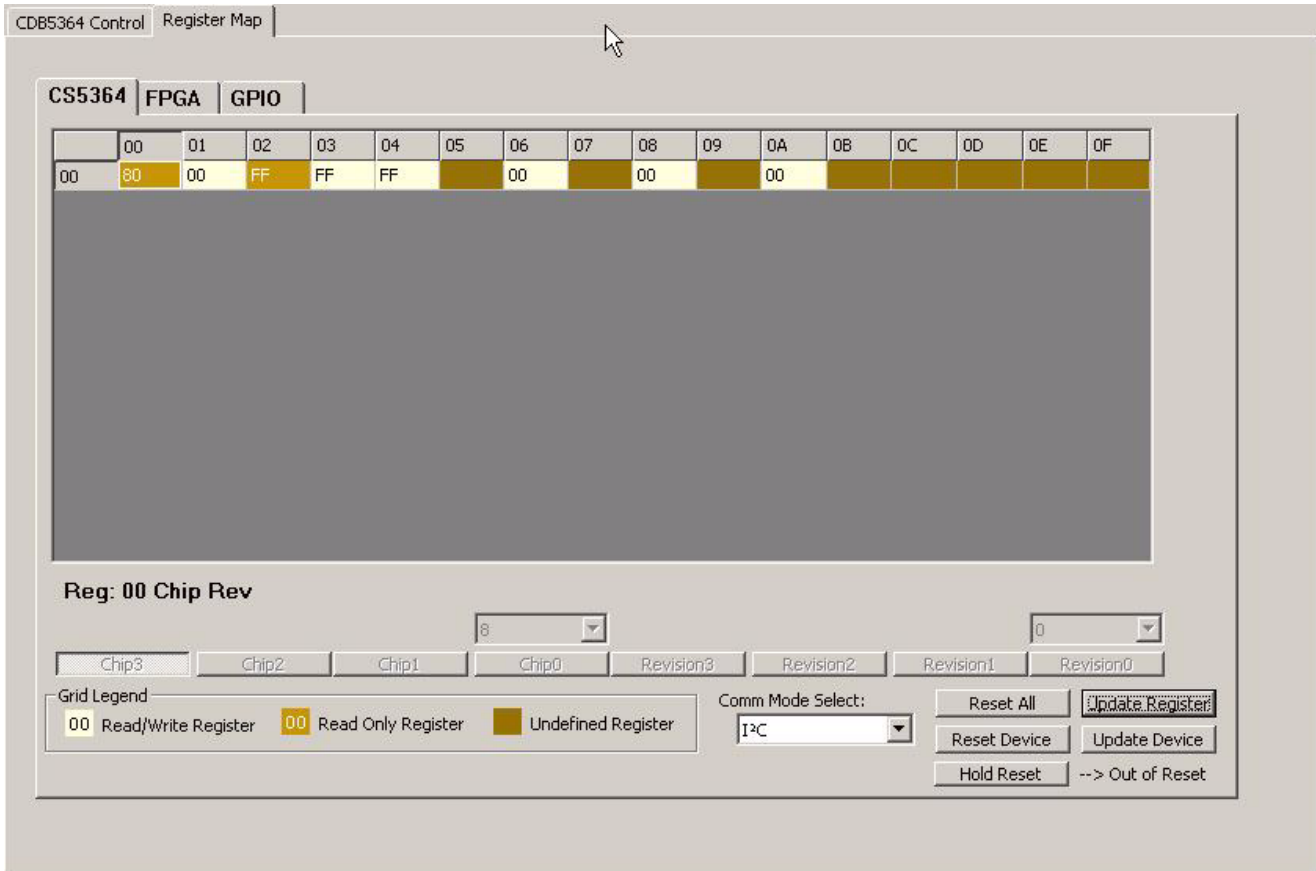 CDB5364 Control Register Map
CS5364 FPGA GPIO
00 01 02 03 04 05 06 07 08 09 0A 0B 0C 0D 0E 0F
00 80 00 FF FF FF 00 00 00
Reg: 00 Chip Rev
8 0
Chip3 Chip2 Chip1 Chip0 Revision3 Revision2 Revision1 Revision0
Grid Legend
00 Read/Write Register 00 Read Only Register Undefined Register
Comm Mode Select:
I²C
Reset All Update Register
Reset Device Update Device
Hold Reset --> Out of Reset